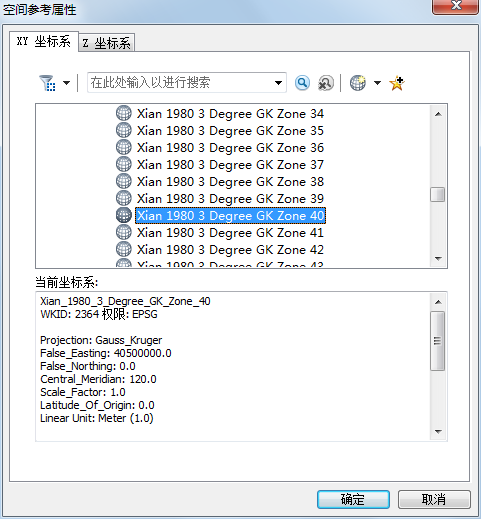 空间参考属性
XY 坐标系 Z 坐标系
在此处输入以进行搜索
Xian 1980 3 Degree GK Zone 34
Xian 1980 3 Degree GK Zone 35
Xian 1980 3 Degree GK Zone 36
Xian 1980 3 Degree GK Zone 37
Xian 1980 3 Degree GK Zone 38
Xian 1980 3 Degree GK Zone 39
Xian 1980 3 Degree GK Zone 40
Xian 1980 3 Degree GK Zone 41
Xian 1980 3 Degree GK Zone 42
Xian 1980 3 Degree GK Zone 43
当前坐标系:
Xian_1980_3_Degree_GK_Zone_40
WKID: 2364 权限: EPSG
Projection: Gauss_Kruger
False_Easting: 40500000.0
False_Northing: 0.0
Central_Meridian: 120.0
Scale_Factor: 1.0
Latitude_Of_Origin: 0.0
Linear Unit: Meter (1.0)
确定 取消